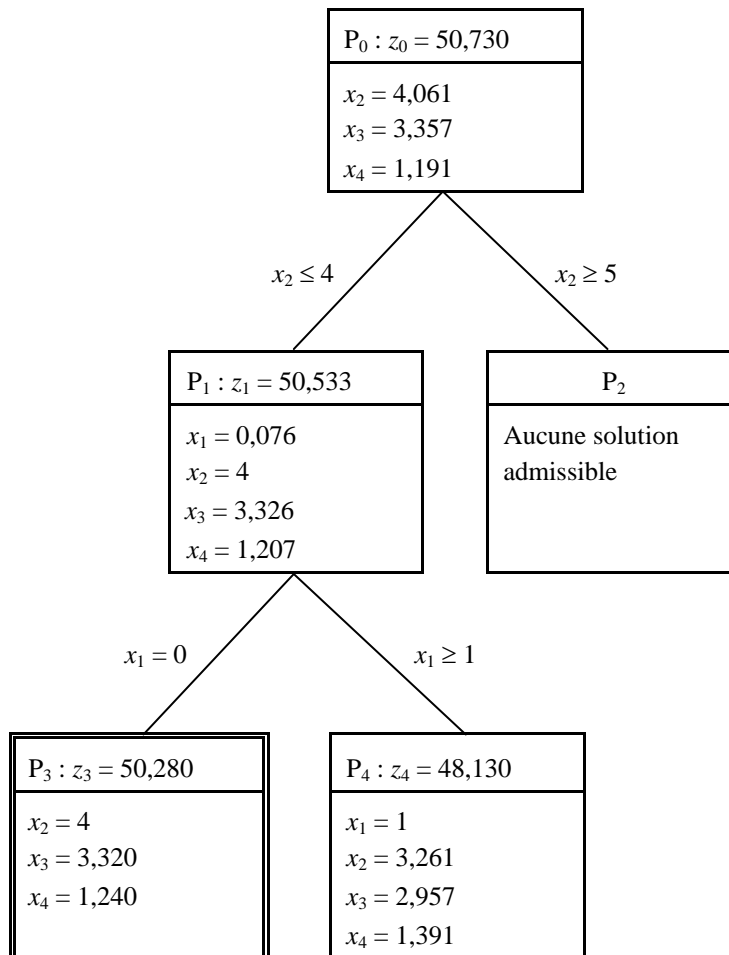 P0 : z0 = 50,730
x2 = 4,061
x3 = 3,357
x4 = 1,191
x2 ≤ 4
x2 ≥ 5
P1 : z1 = 50,533
x1 = 0,076
x2 = 4
x3 = 3,326
x4 = 1,207
P2
Aucune solution
admissible
x1 = 0
x1 ≥ 1
P3 : z3 = 50,280
x2 = 4
x3 = 3,320
x4 = 1,240
P4 : z4 = 48,130
x1 = 1
x2 = 3,261
x3 = 2,957
x4 = 1,391